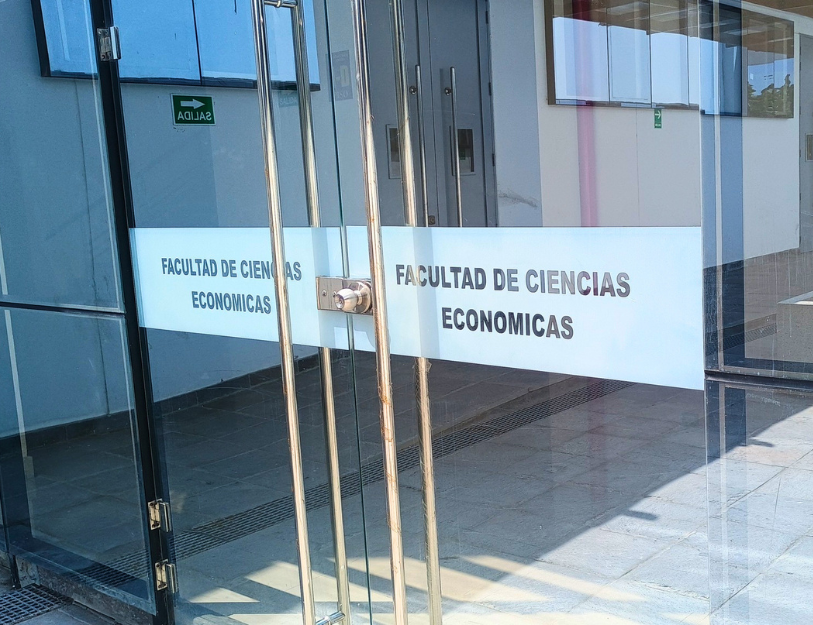 SALIDA
FACULTAD DE CIENCIAS
ECONOMICAS
FACULTAD DE CIENCIAS
ECONOMICAS